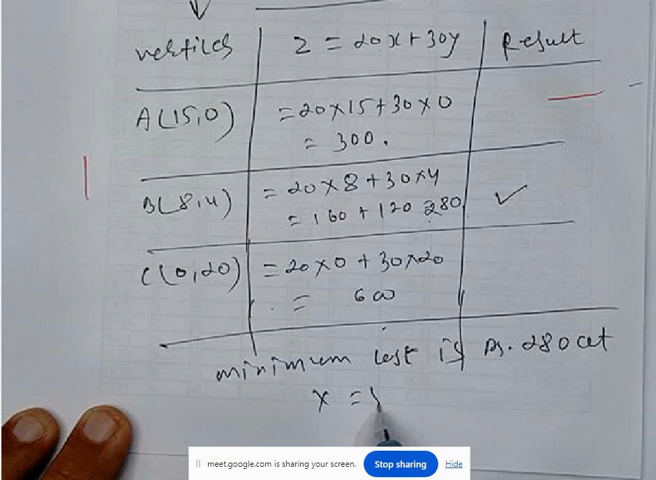 vertices Z = 20x + 30y Result
A(15,0) = 20×15 + 30×0
= 300.
B(8,4) = 20×8 + 30×4
= 160 + 120 280 ✓
C(0,20) = 20×0 + 30×20
= 600
minimum cost is Rs. 280 at
x =
meet.google.com is sharing your screen. Stop sharing Hide